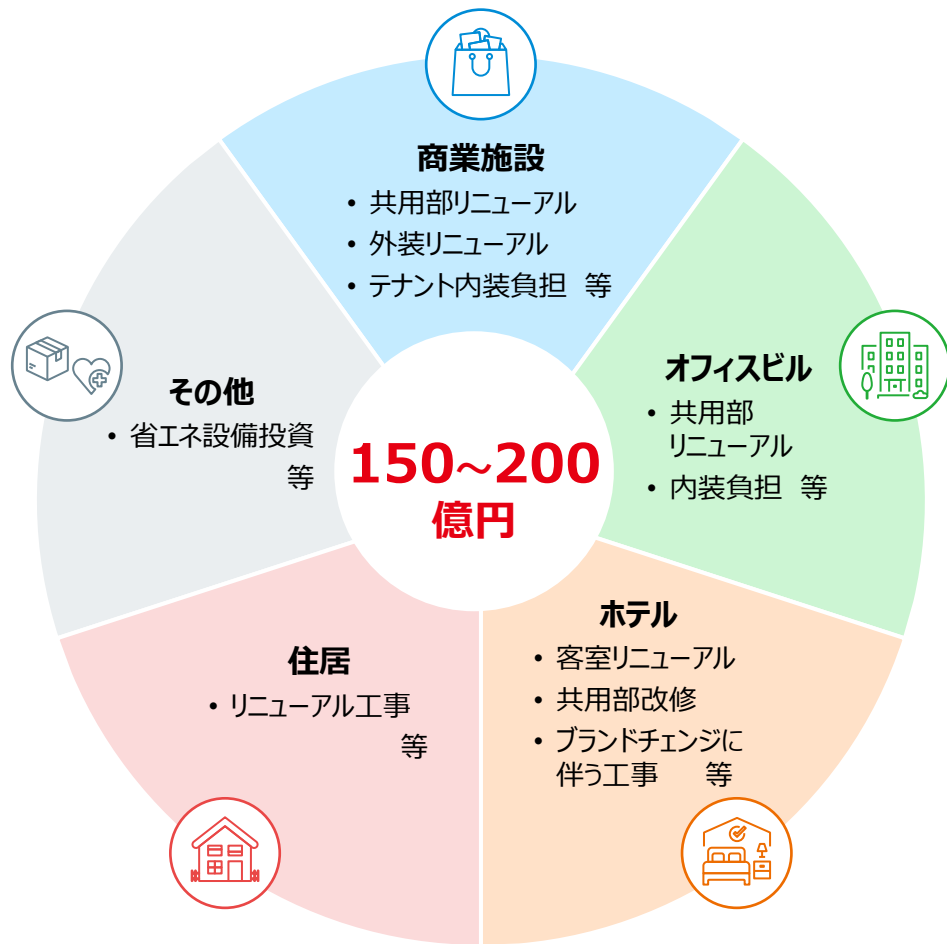 商業施設
• 共用部リニューアル
• 外装リニューアル
• テナント内装負担 等
オフィスビル
• 共用部
リニューアル
• 内装負担 等
ホテル
• 客室リニューアル
• 共用部改修
• ブランドチェンジに
伴う工事 等
住居
• リニューアル工事
等
その他
• 省エネ設備投資
等
150～200
億円